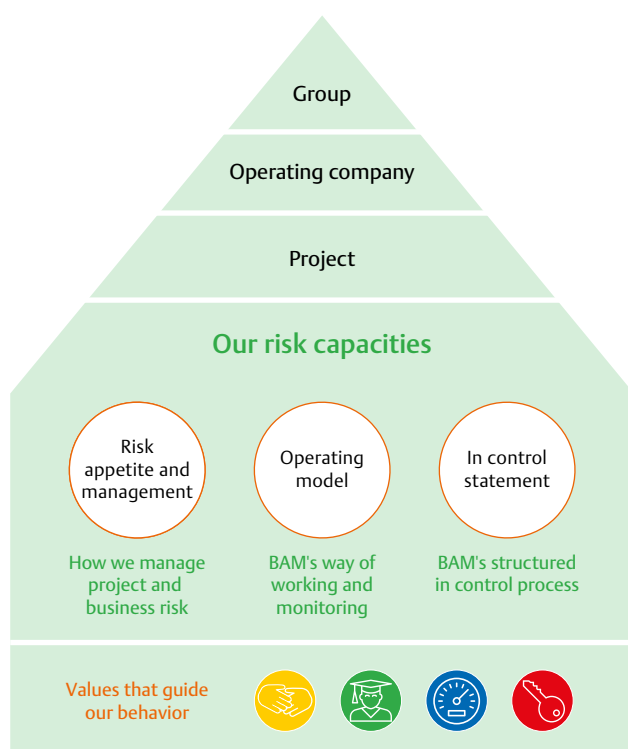 Group
Operating company
Project
Our risk capacities
Risk
appetite and
management
Operating
model
In control
statement
How we manage
project and
business risk
BAM's way of
working and
monitoring
BAM's structured
in control process
Values that guide
our behavior